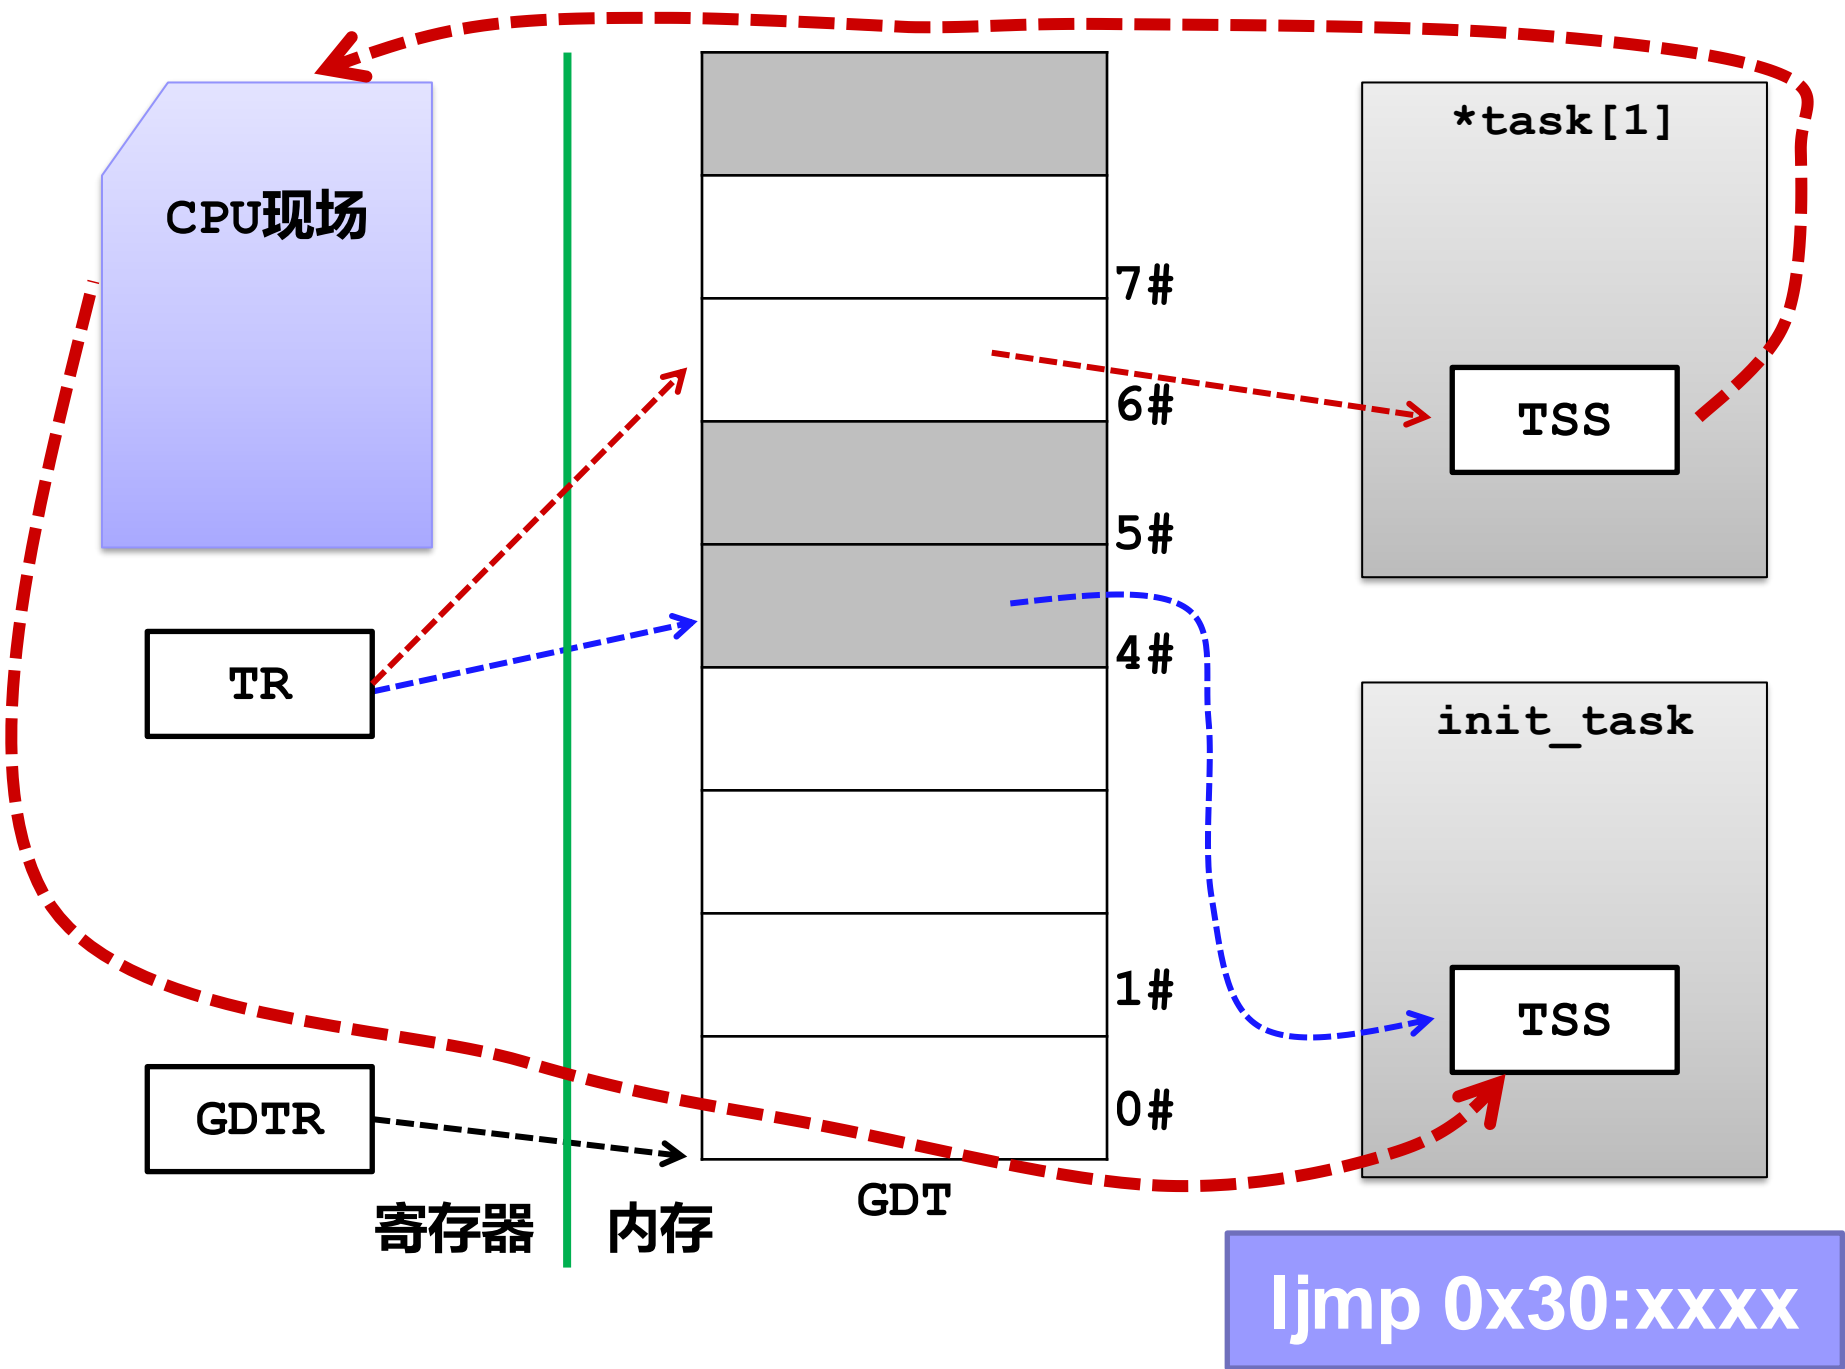 *task[1]
CPU现场
7#
6#
TSS
5#
4#
TR
init_task
1#
TSS
0#
GDTR
GDT
寄存器
内存
ljmp 0x30:xxxx